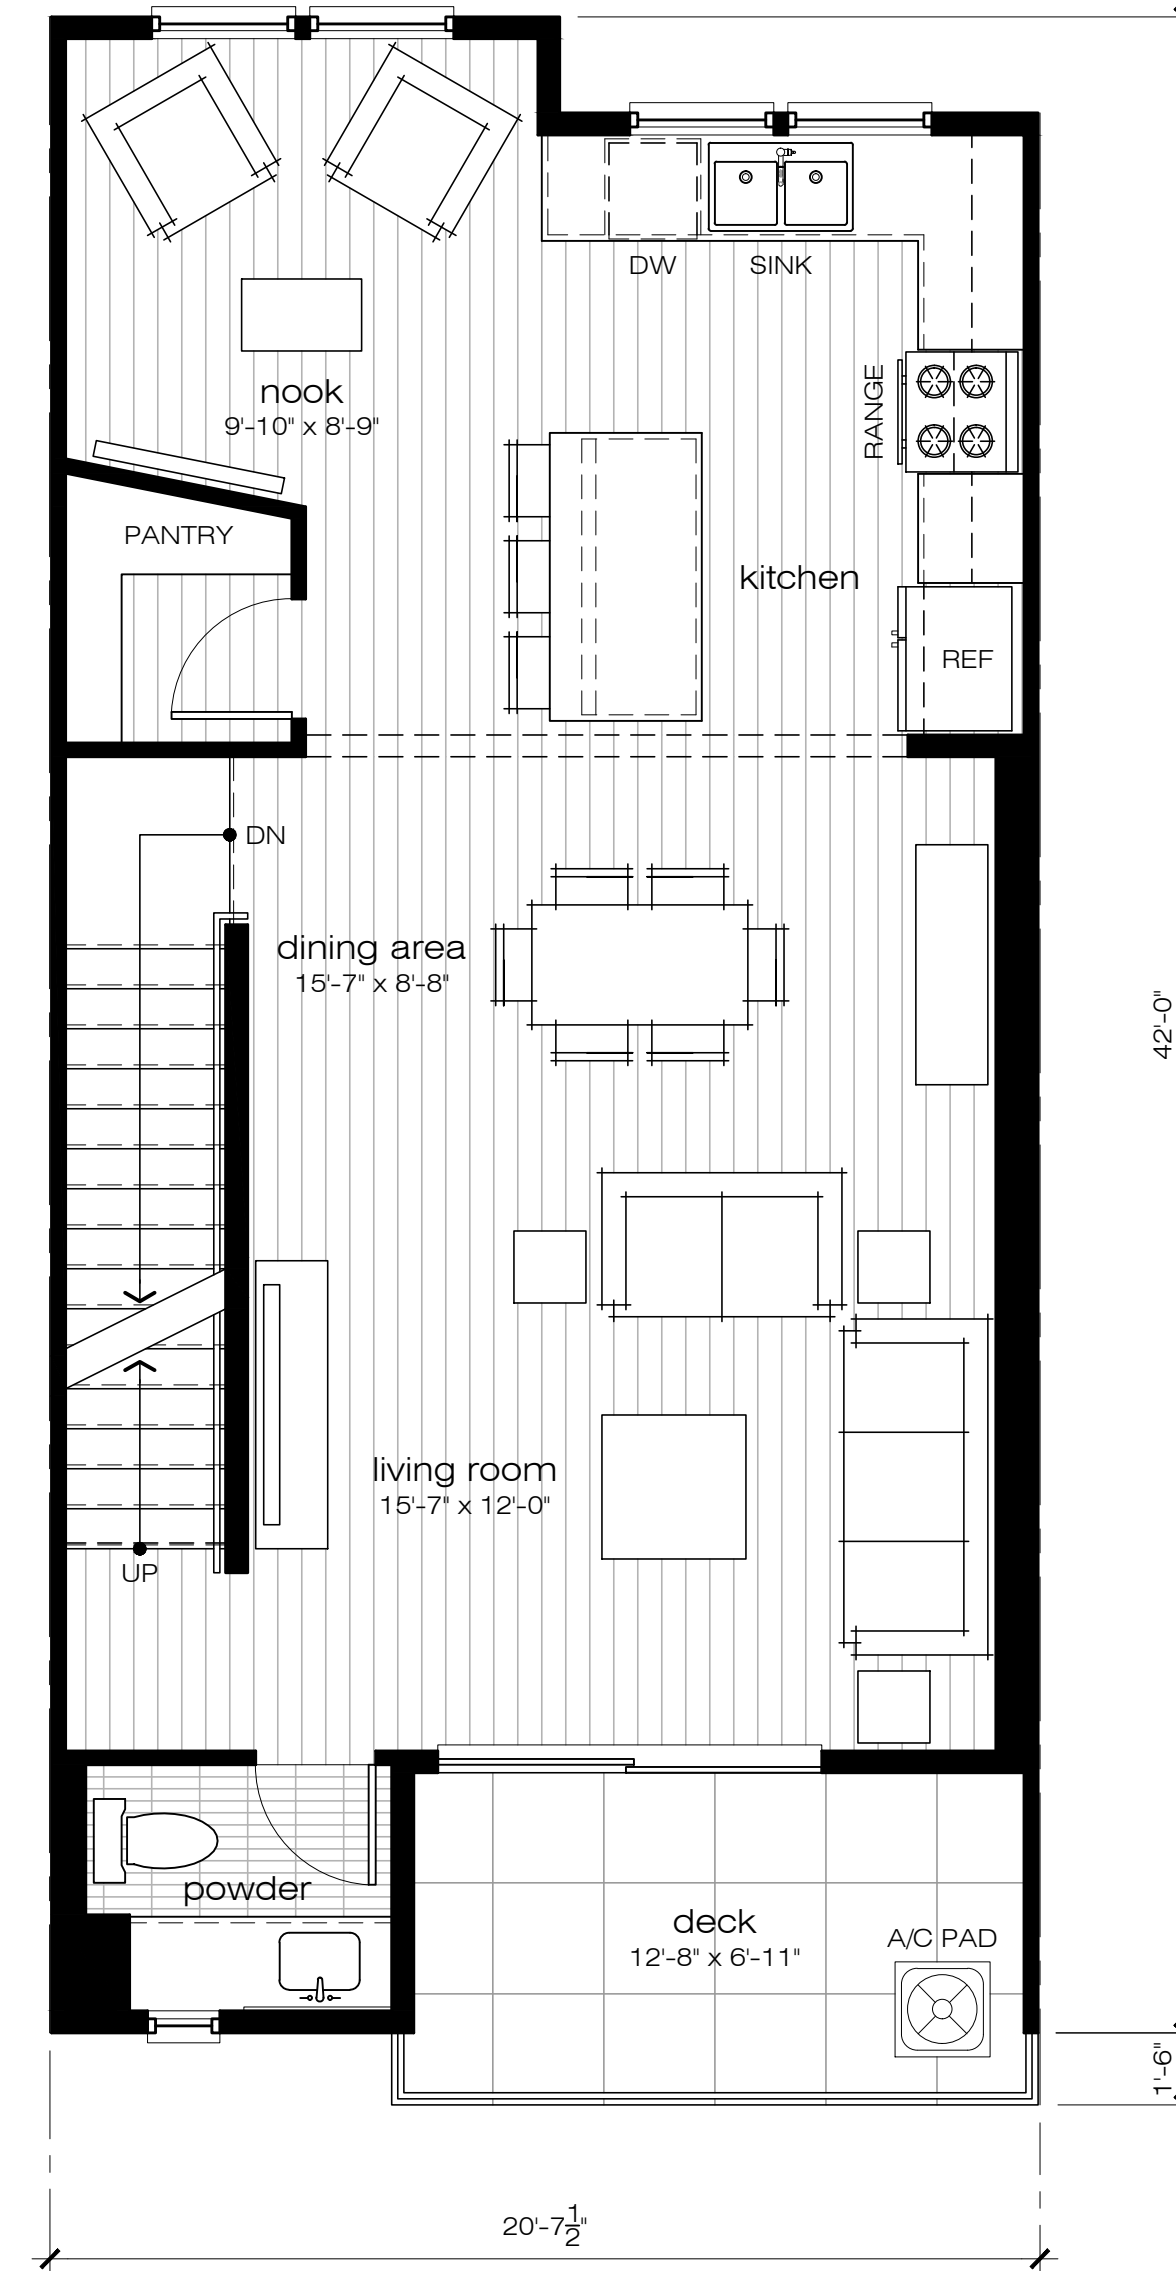 DW
SINK
RANGE
nook
9'-10" x 8'-9"
PANTRY
kitchen
REF
DN
dining area
15'-7" x 8'-8"
42'-0"
living room
15'-7" x 12'-0"
UP
powder
deck
12'-8" x 6'-11"
A/C PAD
1'-6"
20'-7½"